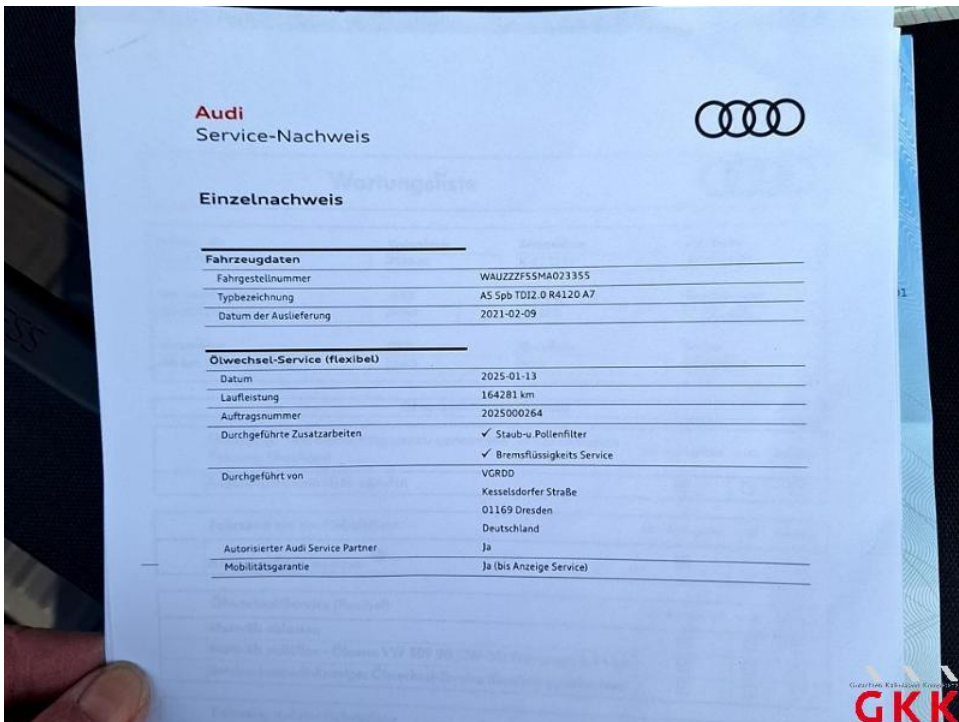 Audi
Service-Nachweis
Wartungsliste
Einzelnachweis
Fahrzeugdaten
Fahrgestellnummer WAUZZZF55MA023355
Typbezeichnung A5 Spb TDI2.0 R4120 A7
Datum der Auslieferung 2021-02-09
Ölwechsel-Service (flexibel)
Datum 2025-01-13
Laufleistung 164281 km
Auftragsnummer 2025000264
Durchgeführte Zusatzarbeiten ✓ Staub-u.Pollenfilter
✓ Bremsflüssigkeits Service
Durchgeführt von VGRDD
Kesselsdorfer Straße
01169 Dresden
Deutschland
Autorisierter Audi Service Partner Ja
Mobilitätsgarantie Ja (bis Anzeige Service)
GKK